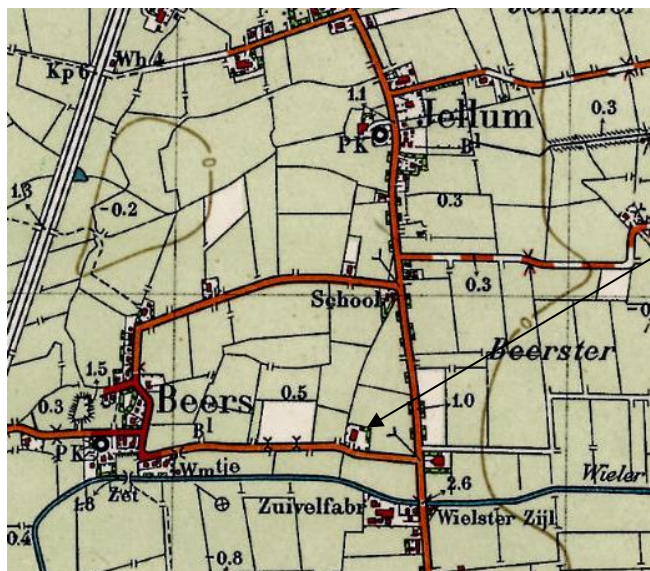 Jellumer
Wh 4
Kp 6
1.1
Jellum
0.3
PK
Bl
1.3
-0.2
0
0.3
0.3
School
0
Beerster
1.5
Beers
0.5
1.0
0.3
Bl
PK
Wmtje
Wieler
Zet
2.6
1.8
Zuivelfabr.
Wielster Zijl
0.4
-0.8